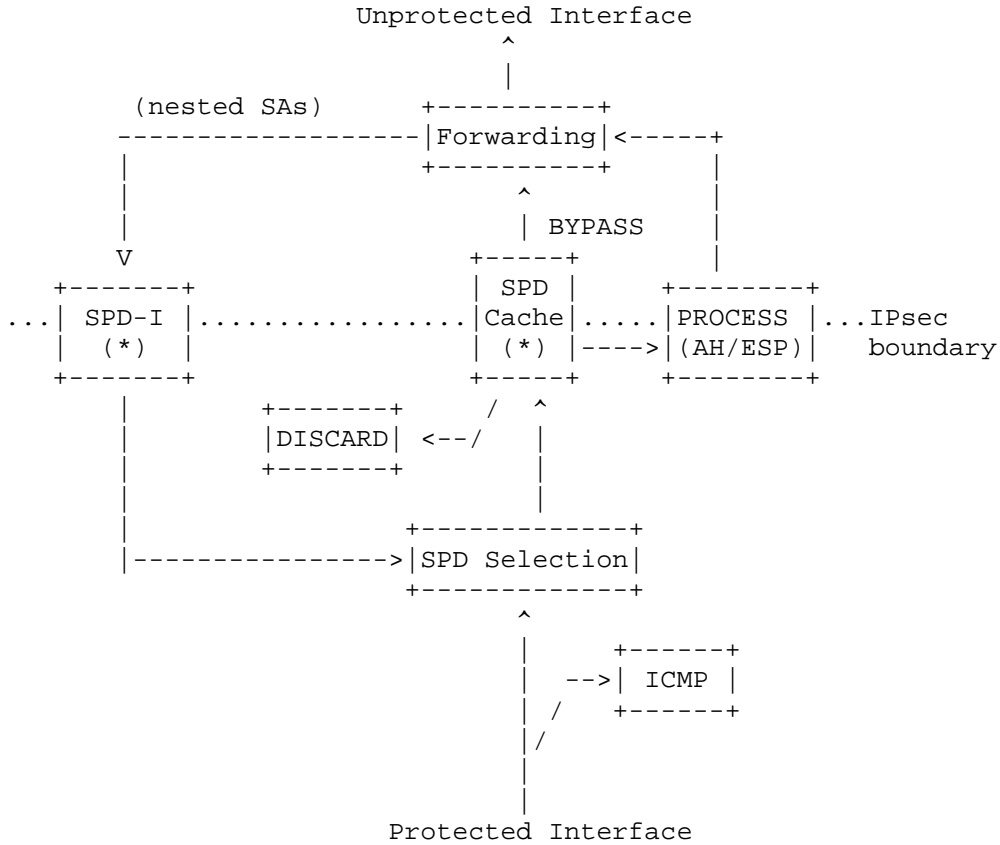 Unprotected Interface
^
|
(nested SAs)      +----------+
-------------------|Forwarding|<-----+
|                   +----------+      |
|                         ^           |
|                         | BYPASS    |
V                      +-----+        |
+-------+                  | SPD |     +--------+
...| SPD-I |.................|Cache|.....|PROCESS |...IPsec
| (*) |                  | (*) |---->|(AH/ESP)|   boundary
+-------+                  +-----+     +--------+
|        +-------+     /  ^
|        |DISCARD| <--/   |
|        +-------+        |
|                         |
|                 +-------------+
|---------------->|SPD Selection|
+-------------+
^
|     +------+
|  -->| ICMP |
| /   +------+
|/
|
|
Protected Interface